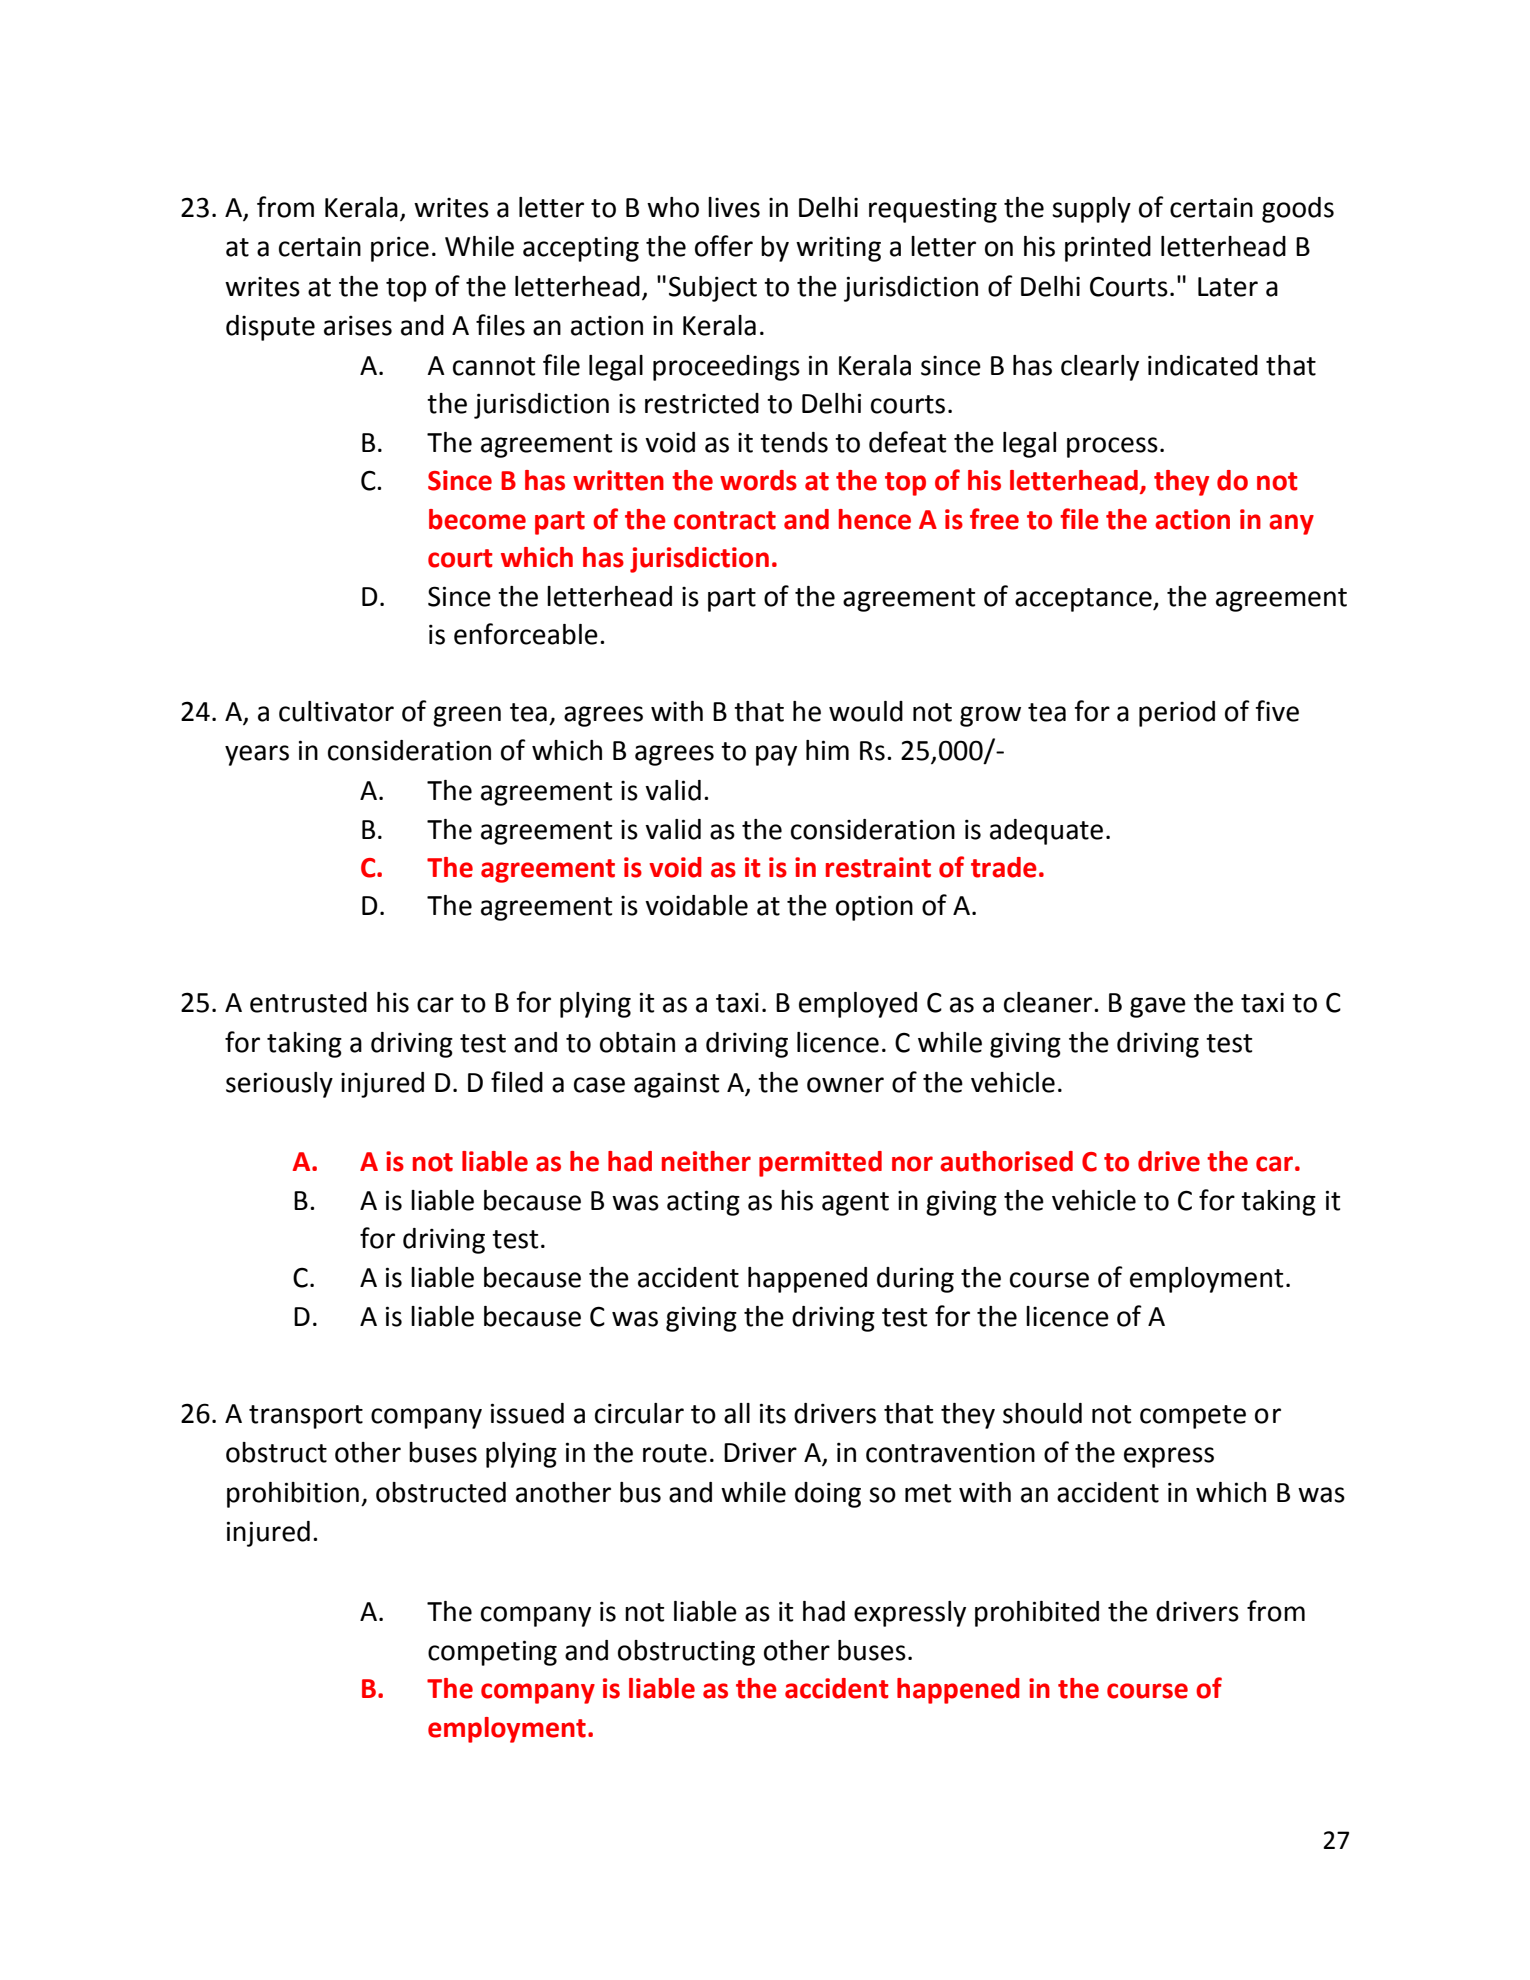 23. A, from Kerala, writes a letter to B who lives in Delhi requesting the supply of certain goods
at a certain price. While accepting the offer by writing a letter on his printed letterhead B
writes at the top of the letterhead, "Subject to the jurisdiction of Delhi Courts." Later a
dispute arises and A files an action in Kerala.
A. A cannot file legal proceedings in Kerala since B has clearly indicated that
the jurisdiction is restricted to Delhi courts.
B. The agreement is void as it tends to defeat the legal process.
C. Since B has written the words at the top of his letterhead, they do not
become part of the contract and hence A is free to file the action in any
court which has jurisdiction.
D. Since the letterhead is part of the agreement of acceptance, the agreement
is enforceable.
24. A, a cultivator of green tea, agrees with B that he would not grow tea for a period of five
years in consideration of which B agrees to pay him Rs. 25,000/-
A. The agreement is valid.
B. The agreement is valid as the consideration is adequate.
C. The agreement is void as it is in restraint of trade.
D. The agreement is voidable at the option of A.
25. A entrusted his car to B for plying it as a taxi. B employed C as a cleaner. B gave the taxi to C
for taking a driving test and to obtain a driving licence. C while giving the driving test
seriously injured D. D filed a case against A, the owner of the vehicle.
A. A is not liable as he had neither permitted nor authorised C to drive the car.
B. A is liable because B was acting as his agent in giving the vehicle to C for taking it
for driving test.
C. A is liable because the accident happened during the course of employment.
D. A is liable because C was giving the driving test for the licence of A
26. A transport company issued a circular to all its drivers that they should not compete or
obstruct other buses plying in the route. Driver A, in contravention of the express
prohibition, obstructed another bus and while doing so met with an accident in which B was
injured.
A. The company is not liable as it had expressly prohibited the drivers from
competing and obstructing other buses.
B. The company is liable as the accident happened in the course of
employment.
27